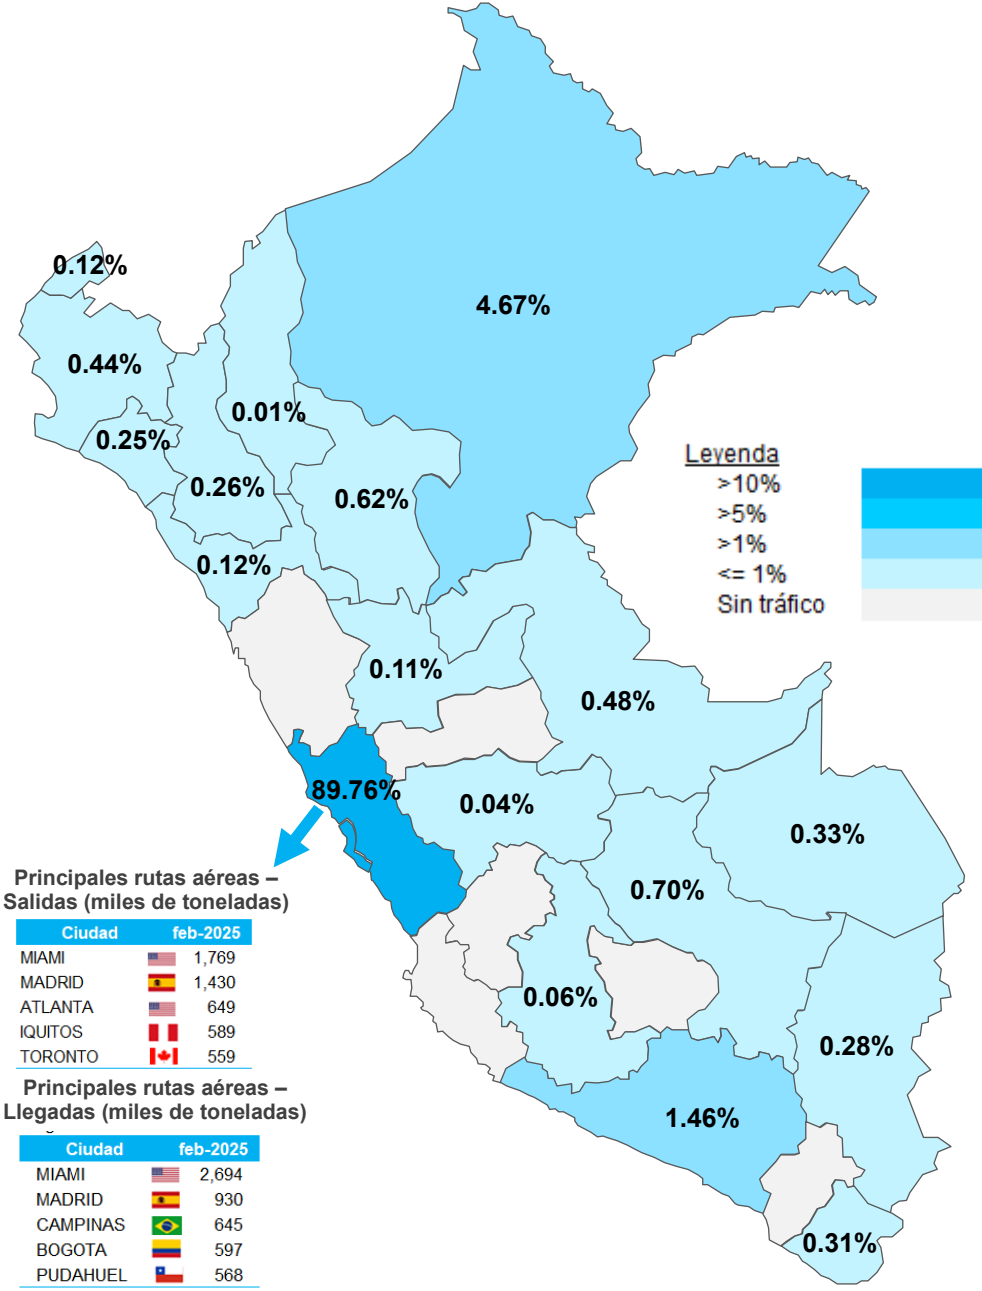 0.12%
4.67%
0.44%
0.01%
0.25%
0.26%
0.62%
0.12%
Leyenda
>10%
>5%
>1%
<= 1%
Sin tráfico
0.11%
0.48%
89.76%
0.04%
0.33%
0.70%
0.06%
0.28%
1.46%
0.31%
Principales rutas aéreas –
Salidas (miles de toneladas)
Ciudad feb-2025
MIAMI 1,769
MADRID 1,430
ATLANTA 649
IQUITOS 589
TORONTO 559
Principales rutas aéreas –
Llegadas (miles de toneladas)
Ciudad feb-2025
MIAMI 2,694
MADRID 930
CAMPINAS 645
BOGOTA 597
PUDAHUEL 568